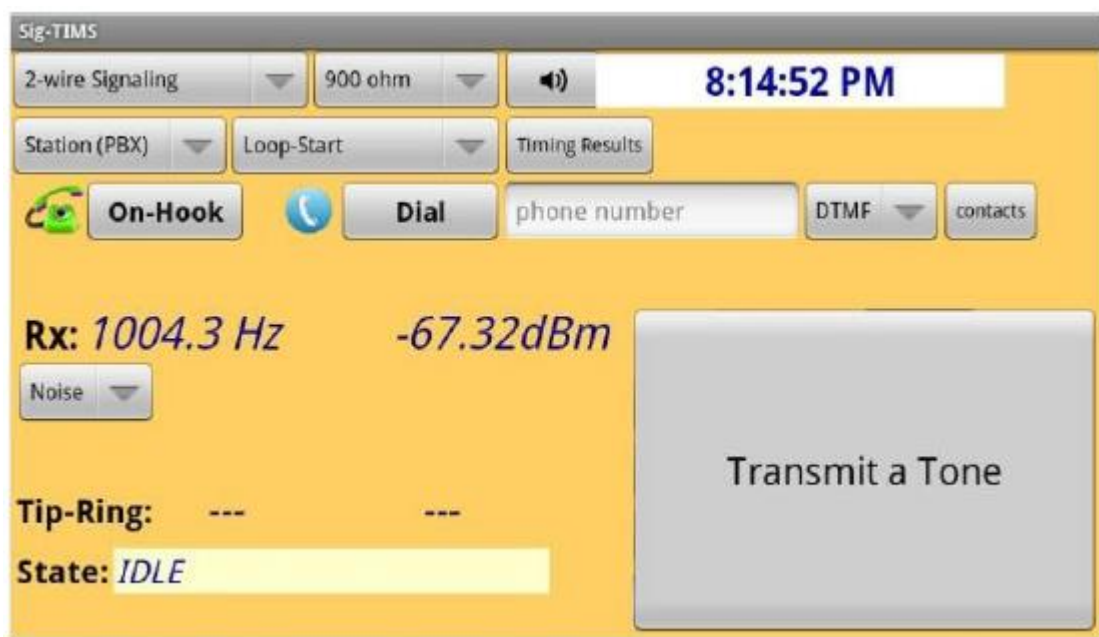 Sig-TIMS
2-wire Signaling 900 ohm 8:14:52 PM
Station (PBX) Loop-Start Timing Results
On-Hook Dial phone number DTMF contacts
Rx: 1004.3 Hz -67.32dBm
Noise
Transmit a Tone
Tip-Ring: --- ---
State: IDLE